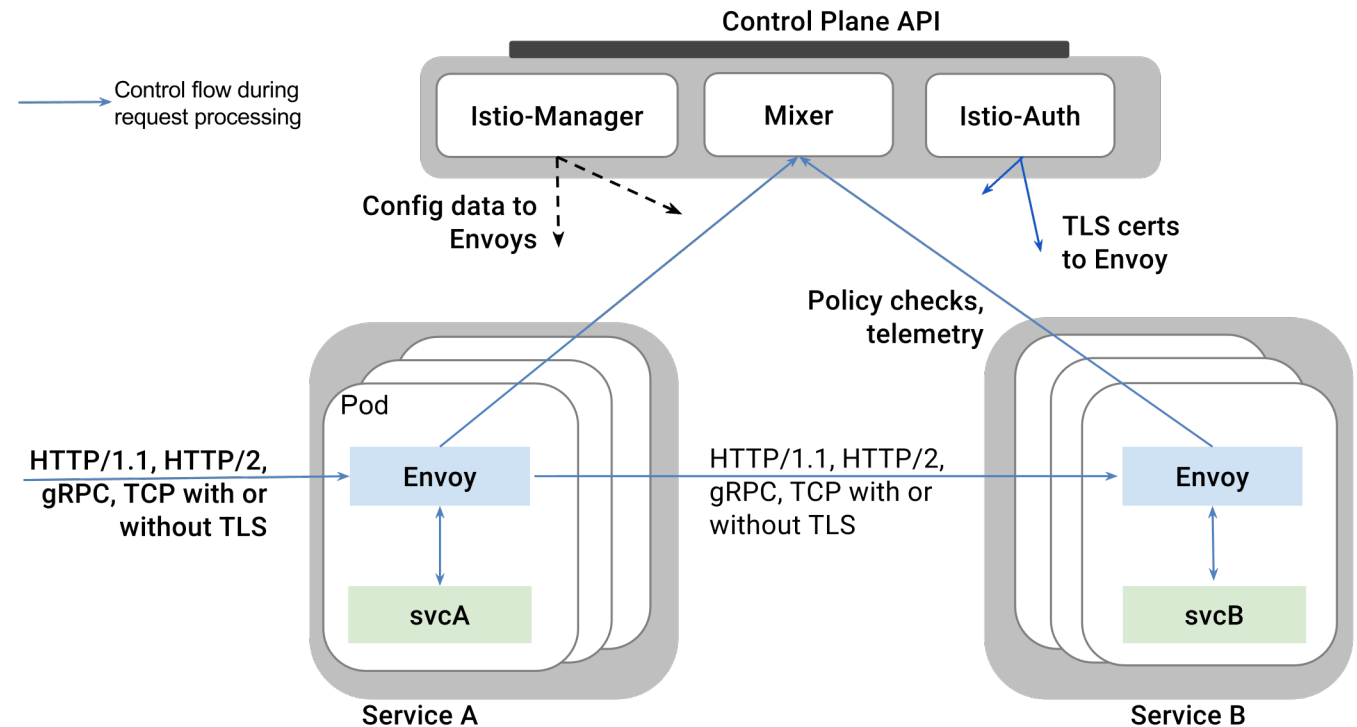 Control Plane API
Control flow during
request processing
Istio-Manager
Mixer
Istio-Auth
Config data to
Envoys
TLS certs
to Envoy
Policy checks,
telemetry
Pod
HTTP/1.1, HTTP/2,
gRPC, TCP with or
without TLS
Envoy
HTTP/1.1, HTTP/2,
gRPC, TCP with or
without TLS
Envoy
svcA
svcB
Service A
Service B